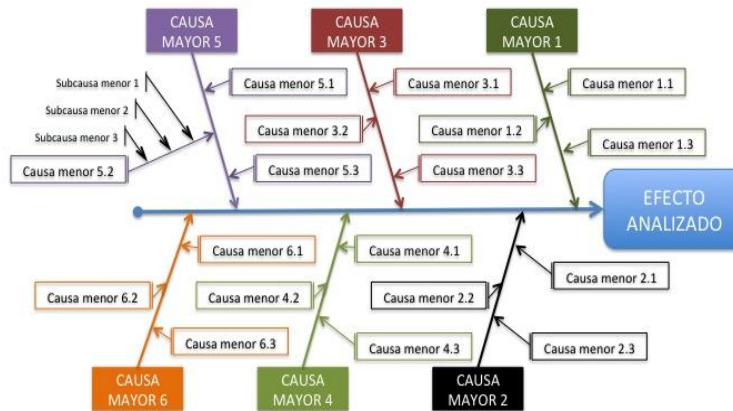 CAUSA
MAYOR 5
CAUSA
MAYOR 3
CAUSA
MAYOR 1
Subcausa menor 1
Subcausa menor 2
Subcausa menor 3
Causa menor 5.1
Causa menor 5.2
Causa menor 5.3
Causa menor 3.1
Causa menor 3.2
Causa menor 3.3
Causa menor 1.1
Causa menor 1.2
Causa menor 1.3
EFECTO
ANALIZADO
Causa menor 6.1
Causa menor 6.2
Causa menor 6.3
Causa menor 4.1
Causa menor 4.2
Causa menor 4.3
Causa menor 2.1
Causa menor 2.2
Causa menor 2.3
CAUSA
MAYOR 6
CAUSA
MAYOR 4
CAUSA
MAYOR 2